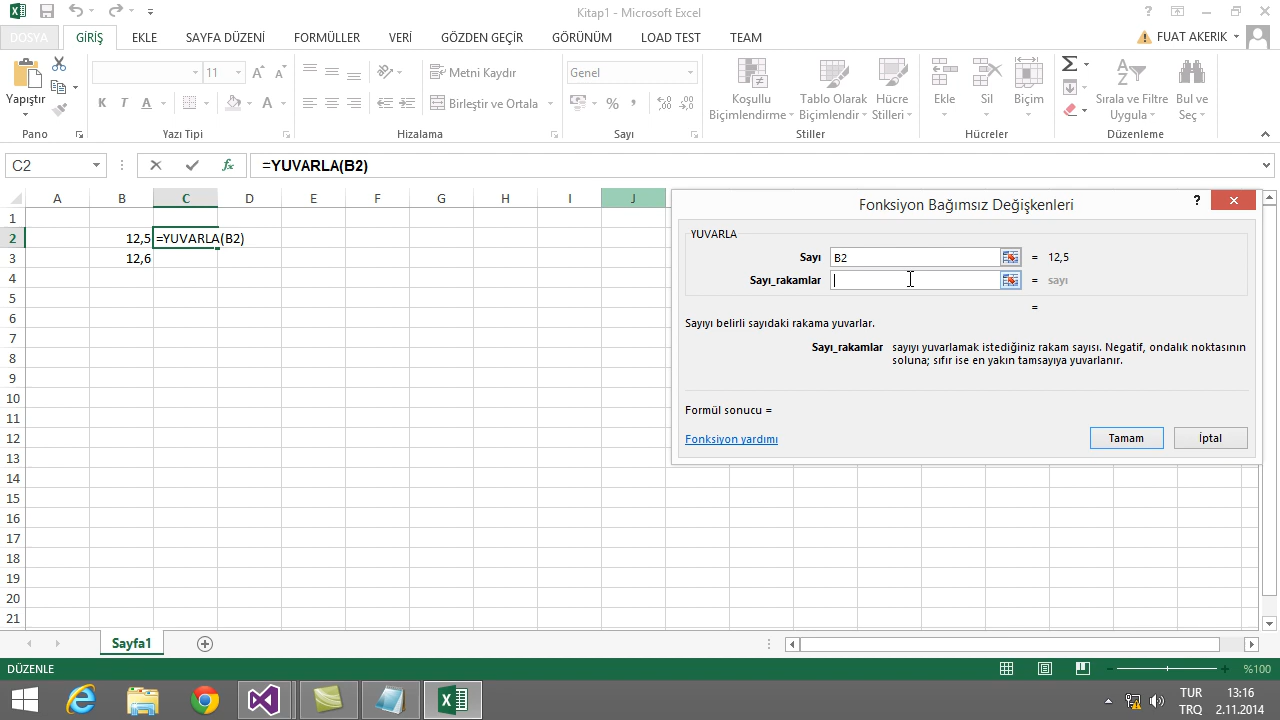 Kitap1 - Microsoft Excel
DOSYA GİRİŞ EKLE SAYFA DÜZENİ FORMÜLLER VERİ GÖZDEN GEÇİR GÖRÜNÜM LOAD TEST TEAM FUAT AKERIK
Yapıştır
11
Metni Kaydır
Birleştir ve Ortala
Genel
Koşullu Biçimlendirme
Tablo Olarak Biçimlendir
Hücre Stilleri
Ekle
Sil
Biçim
Sırala ve Filtre Uygula
Bul ve Seç
Pano Yazı Tipi Hizalama Sayı Stiller Hücreler Düzenleme
C2 =YUVARLA(B2)
A B C D E F G H I J
1
2 12,5 =YUVARLA(B2)
3 12,6
4
5
6
7
8
9
10
11
12
13
14
15
16
17
18
19
20
21
Fonksiyon Bağımsız Değişkenleri
YUVARLA
Sayı B2 = 12,5
Sayı_rakamlar = sayı
=
Sayıyı belirli sayıdaki rakama yuvarlar.
Sayı_rakamlar sayıyı yuvarlamak istediğiniz rakam sayısı. Negatif, ondalık noktasının
soluna; sıfır ise en yakın tamsayıya yuvarlanır.
Formül sonucu =
Fonksiyon yardımı Tamam İptal
Sayfa1
DÜZENLE %100
TUR 13:16
TRQ 2.11.2014